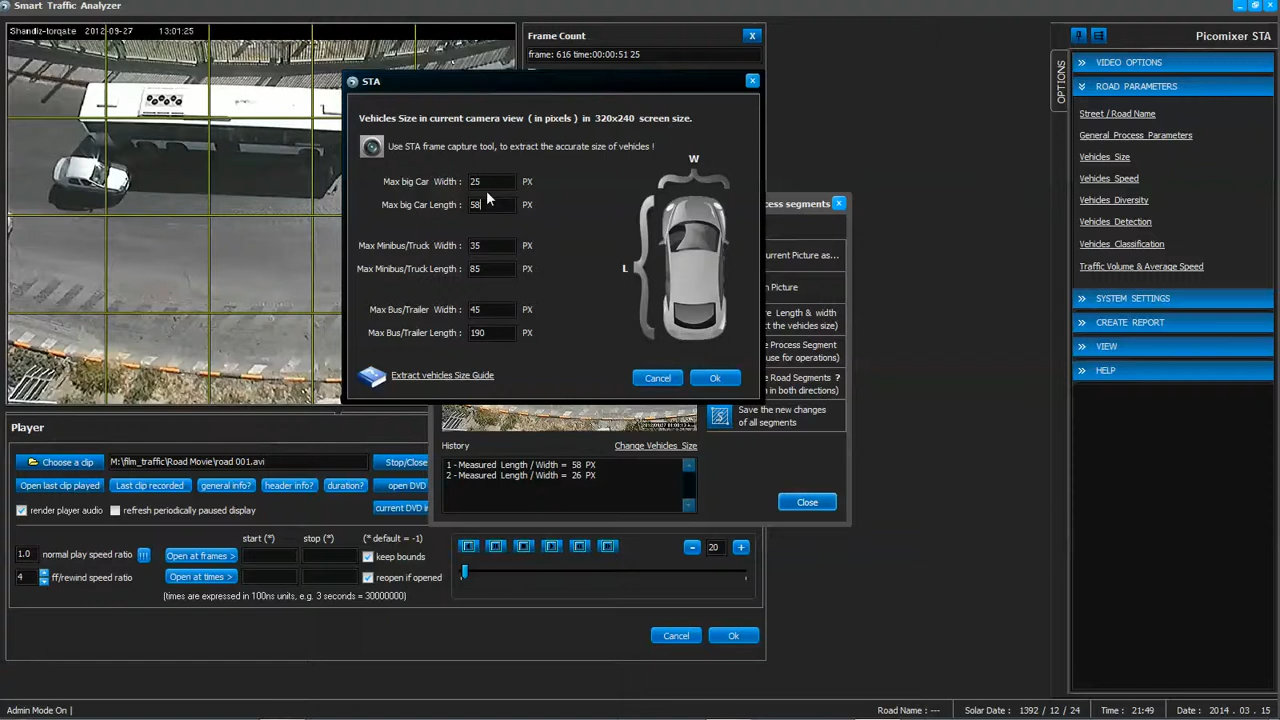 Smart Traffic Analyzer
Shandiz-torqate 2012-09-27 13:01:25
Frame Count
X
frame: 616 time:00:00:51 25
STA
X
Vehicles Size in current camera view ( in pixels ) in 320x240 screen size.
Use STA frame capture tool, to extract the accurate size of vehicles !
Max big Car Width : 25 PX
Max big Car Length : 58 PX
Max Minibus/Truck Width : 35 PX
Max Minibus/Truck Length : 85 PX
Max Bus/Trailer Width : 45 PX
Max Bus/Trailer Length : 190 PX
W
L
Extract vehicles Size Guide
Cancel
Ok
ocess segments
X
urrent Picture as...
n Picture
e Length & width
ct the vehicles size)
e Process Segment
use for operations)
e Road Segments ?
n in both directions)
Save the new changes
of all segments
History
Change Vehicles Size
1 - Measured Length / Width = 58 PX
2 - Measured Length / Width = 26 PX
Close
Player
Choose a clip
M:\film_traffic\Road Movie\road 001.avi
Stop/Close
Open last clip played
Last clip recorded
general info?
header info?
duration?
open DVD
render player audio
refresh periodically paused display
current DVD in
start (*)
stop (*)
(* default = -1)
1.0 normal play speed ratio
Open at frames >
keep bounds
4 ff/rewind speed ratio
Open at times >
reopen if opened
(times are expressed in 100ns units, e.g. 3 seconds = 30000000)
- 20 +
Cancel
Ok
Picomixer STA
OPTIONS
VIDEO OPTIONS
ROAD PARAMETERS
Street / Road Name
General Process Parameters
Vehicles Size
Vehicles Speed
Vehicles Diversity
Vehicles Detection
Vehicles Classification
Traffic Volume & Average Speed
SYSTEM SETTINGS
CREATE REPORT
VIEW
HELP
Admin Mode On |
Road Name : ---
Solar Date : 1392 / 12 / 24
Time : 21:49
Date : 2014 . 03 . 15